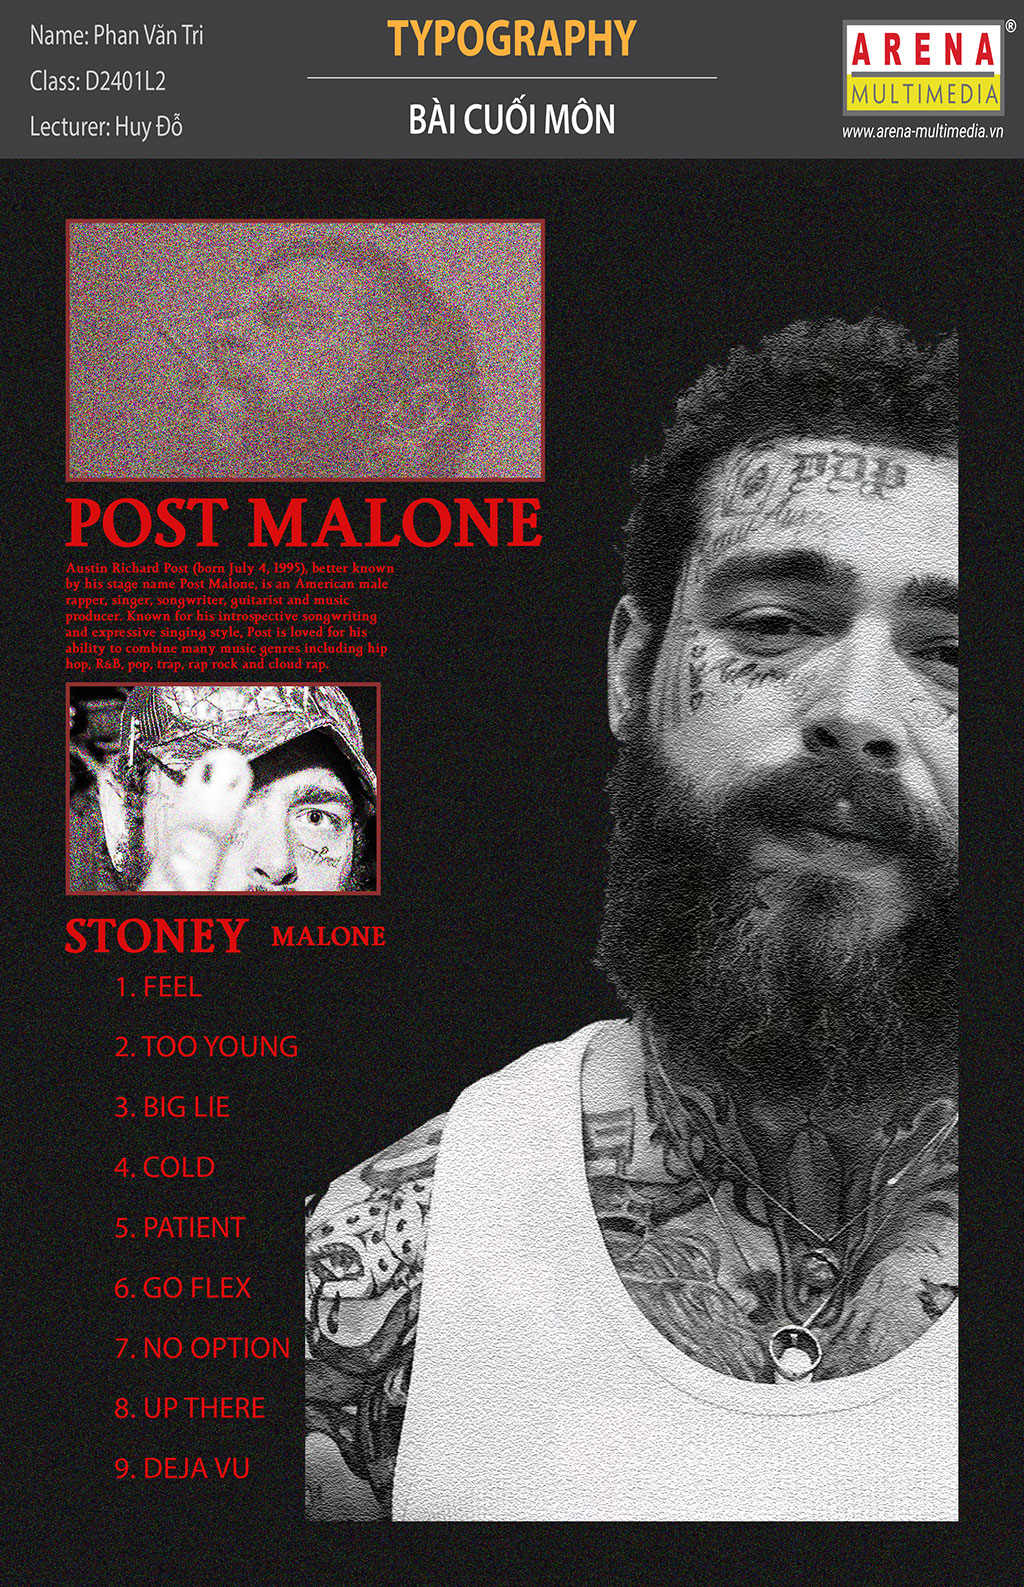 Name: Phan Văn Tri
Class: D2401L2
Lecturer: Huy Đỗ
TYPOGRAPHY
BÀI CUỐI MÔN
ARENA®
MULTIMEDIA
www.arena-multimedia.vn
POST MALONE
Austin Richard Post (born July 4, 1995), better known
by his stage name Post Malone, is an American male
rapper, singer, songwriter, guitarist and music
producer. Known for his introspective songwriting
and expressive singing style, Post is loved for his
ability to combine many music genres including hip
hop, R&B, pop, trap, rap rock and cloud rap.
STONEY MALONE
1. FEEL
2. TOO YOUNG
3. BIG LIE
4. COLD
5. PATIENT
6. GO FLEX
7. NO OPTION
8. UP THERE
9. DEJA VU